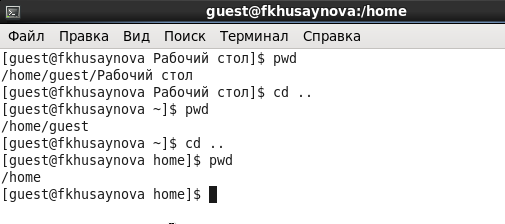 guest@fkhusaynova:/home
Файл Правка Вид Поиск Терминал Справка
[guest@fkhusaynova Рабочий стол]$ pwd
/home/guest/Рабочий стол
[guest@fkhusaynova Рабочий стол]$ cd ..
[guest@fkhusaynova ~]$ pwd
/home/guest
[guest@fkhusaynova ~]$ cd ..
[guest@fkhusaynova home]$ pwd
/home
[guest@fkhusaynova home]$